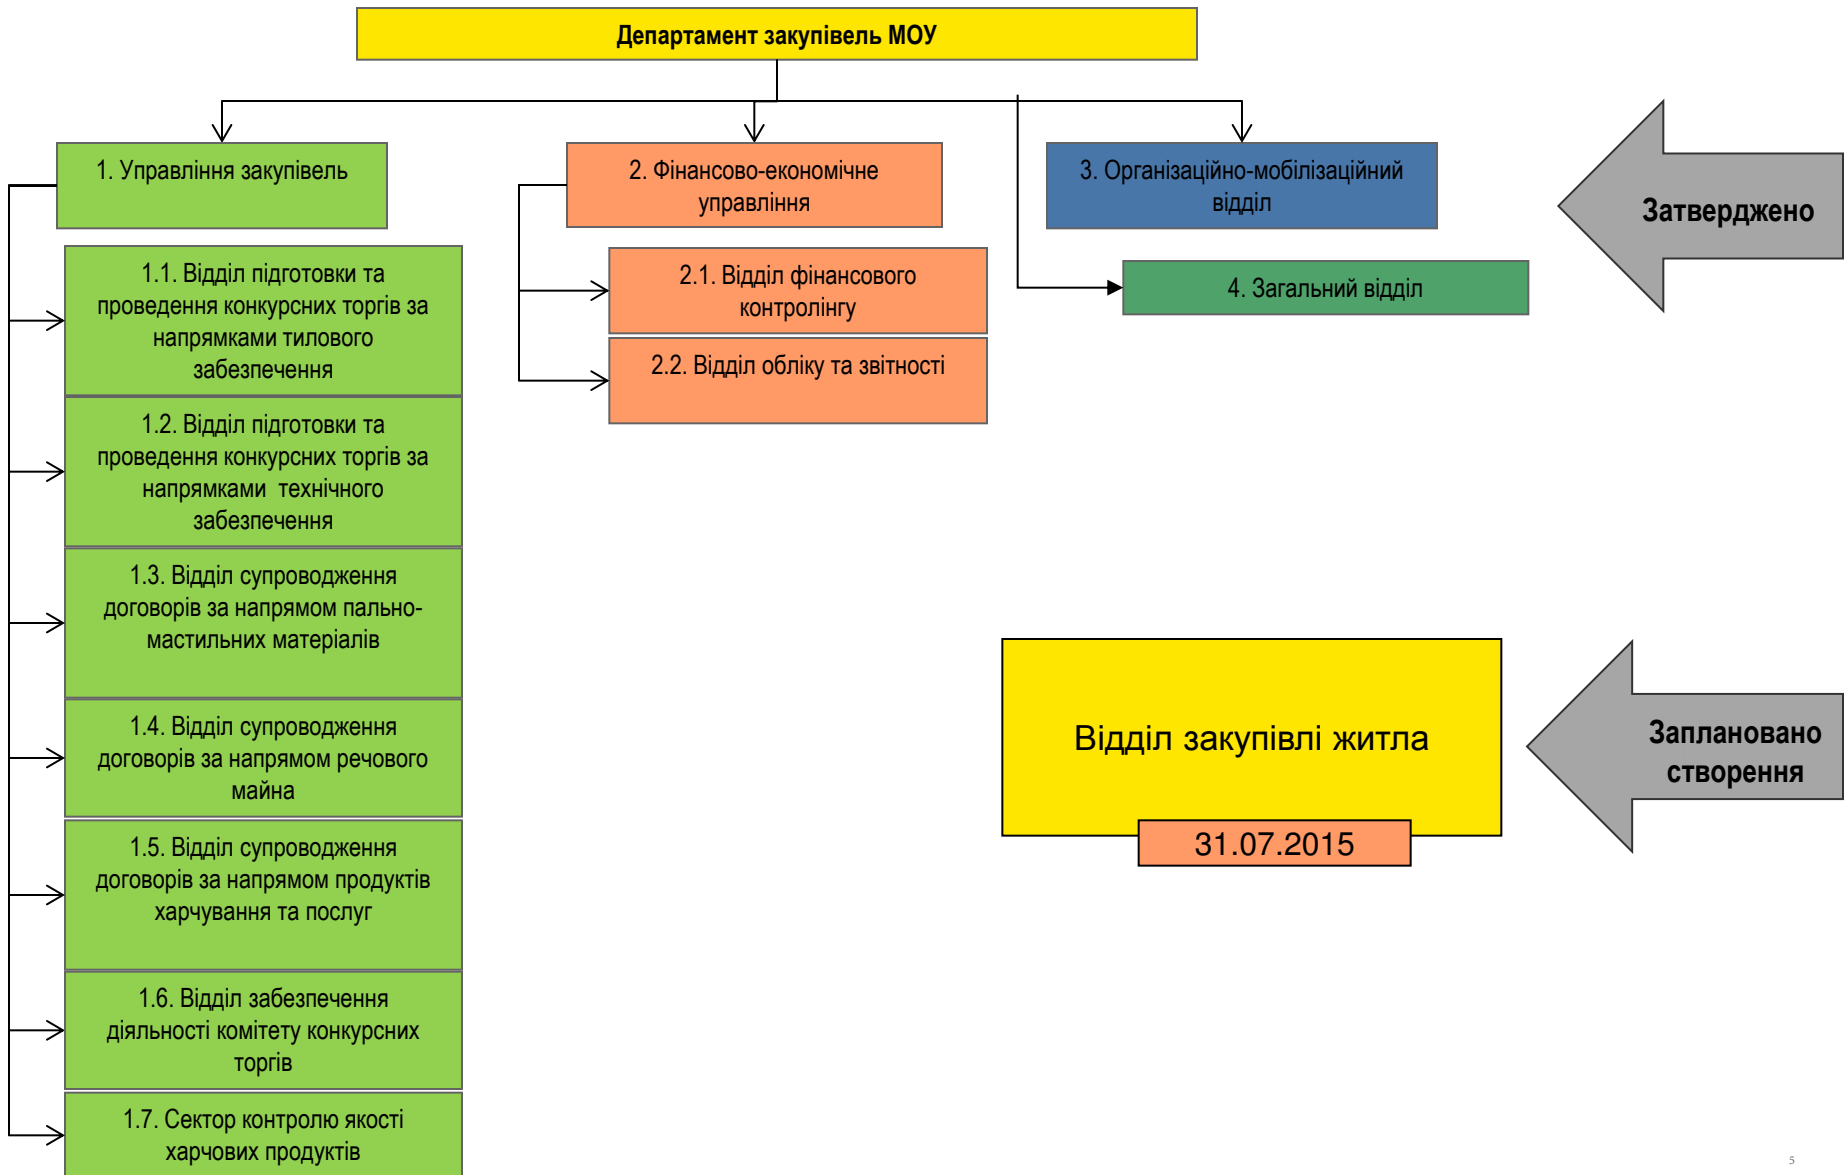 Департамент закупівель МОУ
1. Управління закупівель
2. Фінансово-економічне
управління
3. Організаційно-мобілізаційний
відділ
Затверджено
1.1. Відділ підготовки та
проведення конкурсних торгів за
напрямками тилового
забезпечення
2.1. Відділ фінансового
контролінгу
4. Загальний відділ
2.2. Відділ обліку та звітності
1.2. Відділ підготовки та
проведення конкурсних торгів за
напрямками технічного
забезпечення
1.3. Відділ супроводження
договорів за напрямом пально-
мастильних матеріалів
1.4. Відділ супроводження
договорів за напрямом речового
майна
Відділ закупівлі житла
31.07.2015
Заплановано
створення
1.5. Відділ супроводження
договорів за напрямом продуктів
харчування та послуг
1.6. Відділ забезпечення
діяльності комітету конкурсних
торгів
1.7. Сектор контролю якості
харчових продуктів
5